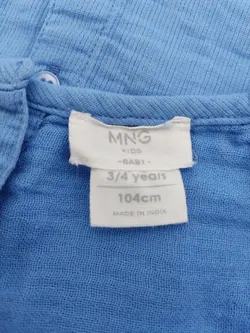 MNG
KIDS
-BABY-
3/4 years
104cm
MADE IN INDIA